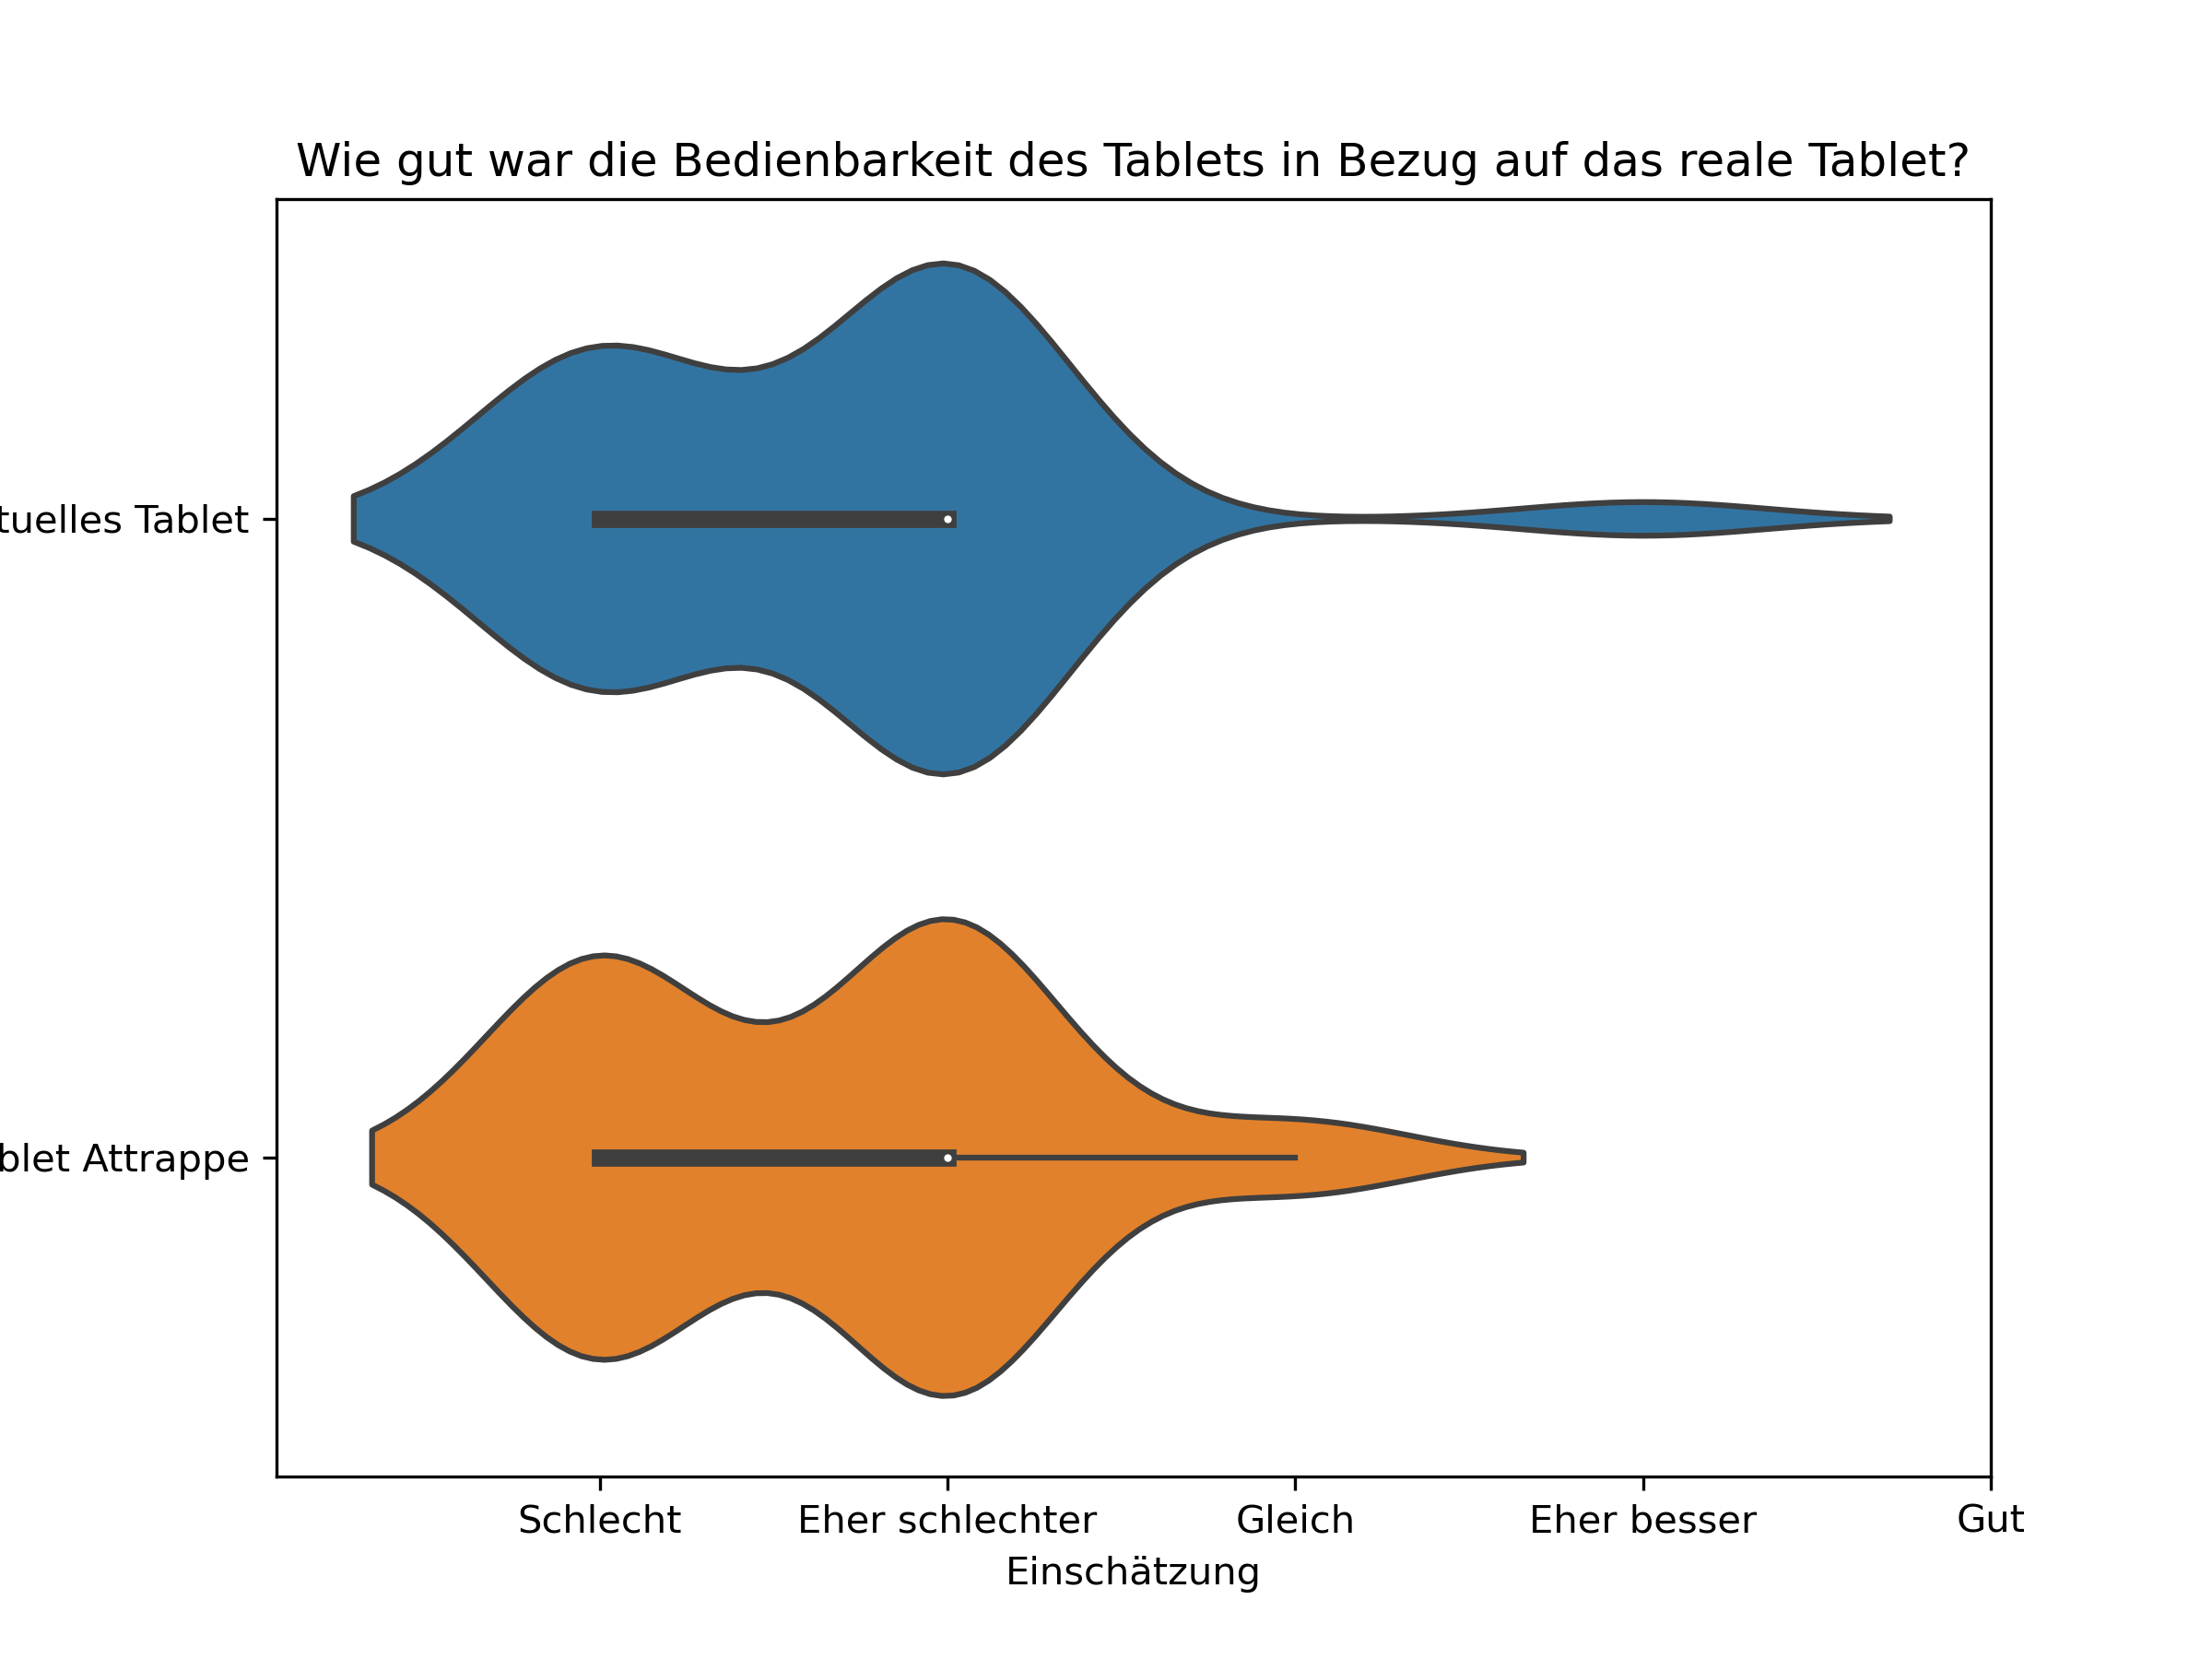 Wie gut war die Bedienbarkeit des Tablets in Bezug auf das reale Tablet?
tuelles Tablet
blet Attrappe
Schlecht Eher schlechter Gleich Eher besser Gut
Einschätzung